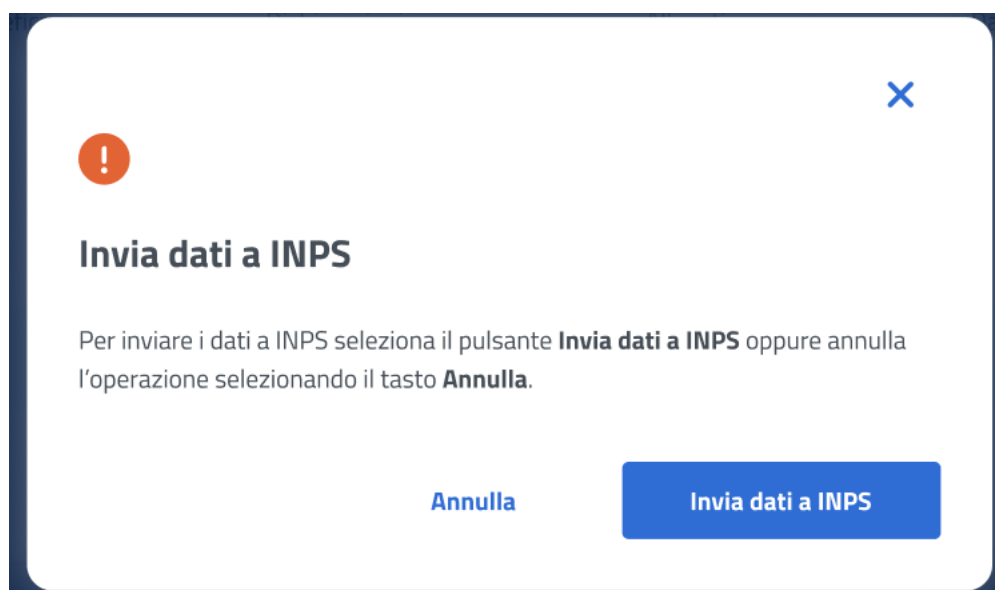 Invia dati a INPS
Per inviare i dati a INPS seleziona il pulsante Invia dati a INPS oppure annulla
l’operazione selezionando il tasto Annulla.
Annulla
Invia dati a INPS